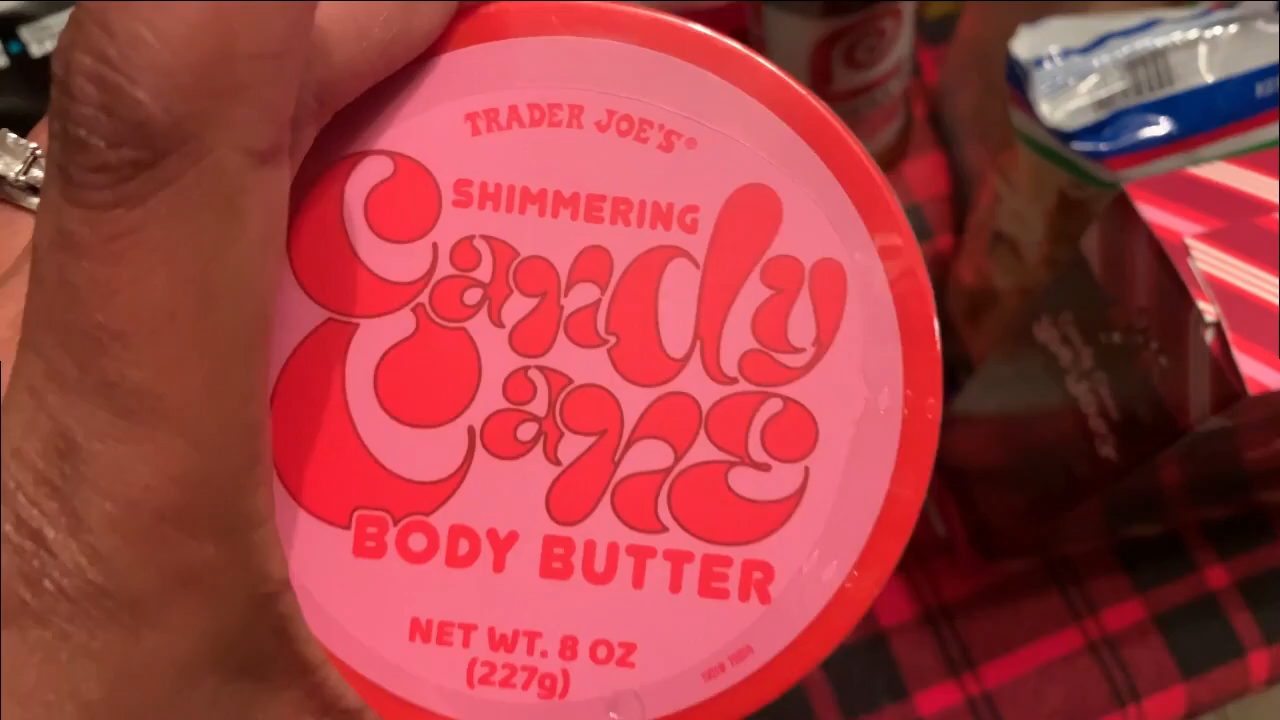 TRADER JOE'S®
SHIMMERING
Candy
Cane
BODY BUTTER
NET WT. 8 OZ
(227g)